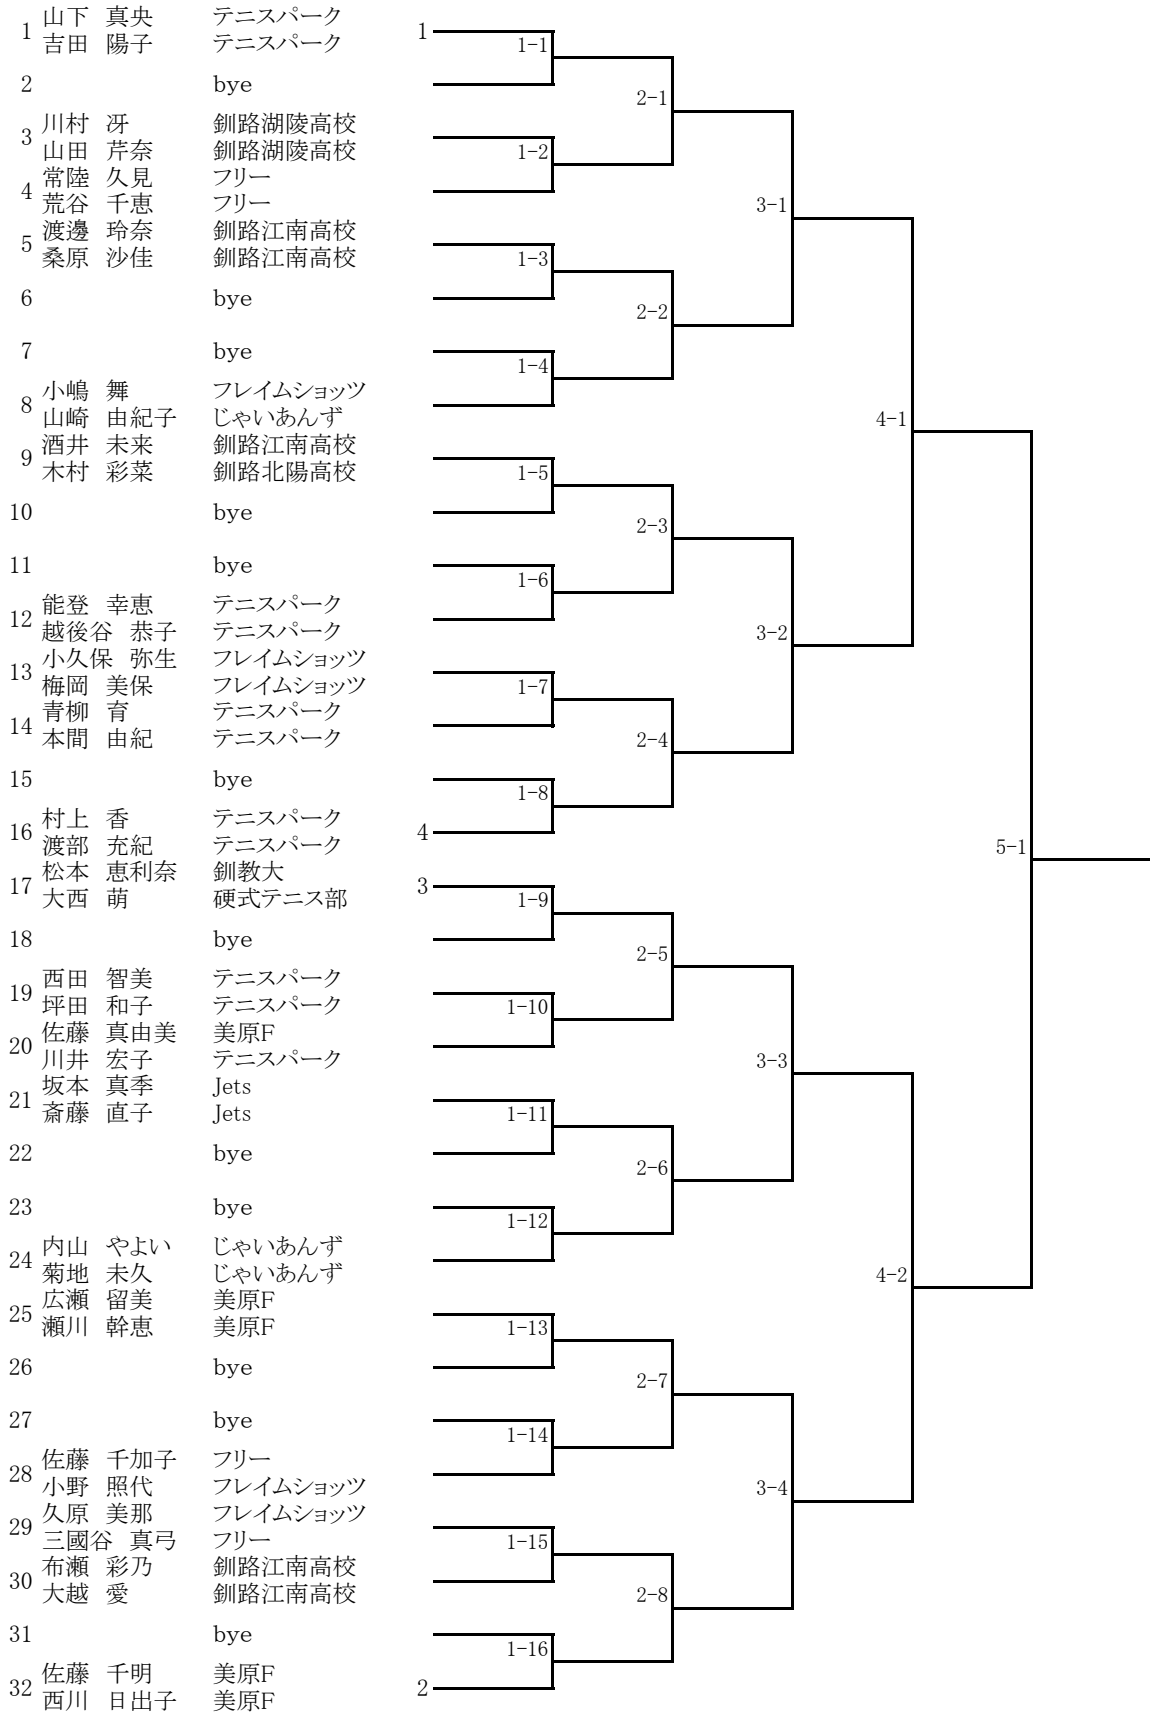 山下 真央 テニスパーク
1 1
吉田 陽子 テニスパーク 1-1
2 bye
2-1
川村 冴 釧路湖陵高校
3
山田 芹奈 釧路湖陵高校 1-2
常陸 久見 フリー
4
荒谷 千恵 フリー 3-1
渡邊 玲奈 釧路江南高校
5
桑原 沙佳 釧路江南高校 1-3
6 bye
2-2
7 bye
1-4
小嶋 舞 フレイムショッツ
8
山崎 由紀子 じゃいあんず 4-1
酒井 未来 釧路江南高校
9
木村 彩菜 釧路北陽高校 1-5
10 bye
2-3
11 bye
1-6
能登 幸恵 テニスパーク
12
越後谷 恭子 テニスパーク 3-2
小久保 弥生 フレイムショッツ
13
梅岡 美保 フレイムショッツ 1-7
青柳 育 テニスパーク
14
本間 由紀 テニスパーク 2-4
15 bye
1-8
村上 香 テニスパーク
16 4
渡部 充紀 テニスパーク 5-1
松本 恵利奈 釧教大
17 3
大西 萌 硬式テニス部 1-9
18 bye
2-5
西田 智美 テニスパーク
19
坪田 和子 テニスパーク 1-10
佐藤 真由美 美原F
20
川井 宏子 テニスパーク 3-3
坂本 真季 Jets
21
斎藤 直子 Jets 1-11
22 bye
2-6
23 bye
1-12
内山 やよい じゃいあんず
24
菊地 未久 じゃいあんず 4-2
広瀬 留美 美原F
25
瀬川 幹恵 美原F 1-13
26 bye
2-7
27 bye
1-14
佐藤 千加子 フリー
28
小野 照代 フレイムショッツ 3-4
久原 美那 フレイムショッツ
29
三國谷 真弓 フリー 1-15
布瀬 彩乃 釧路江南高校
30
大越 愛 釧路江南高校 2-8
31 bye
1-16
佐藤 千明 美原F
32 2
西川 日出子 美原F